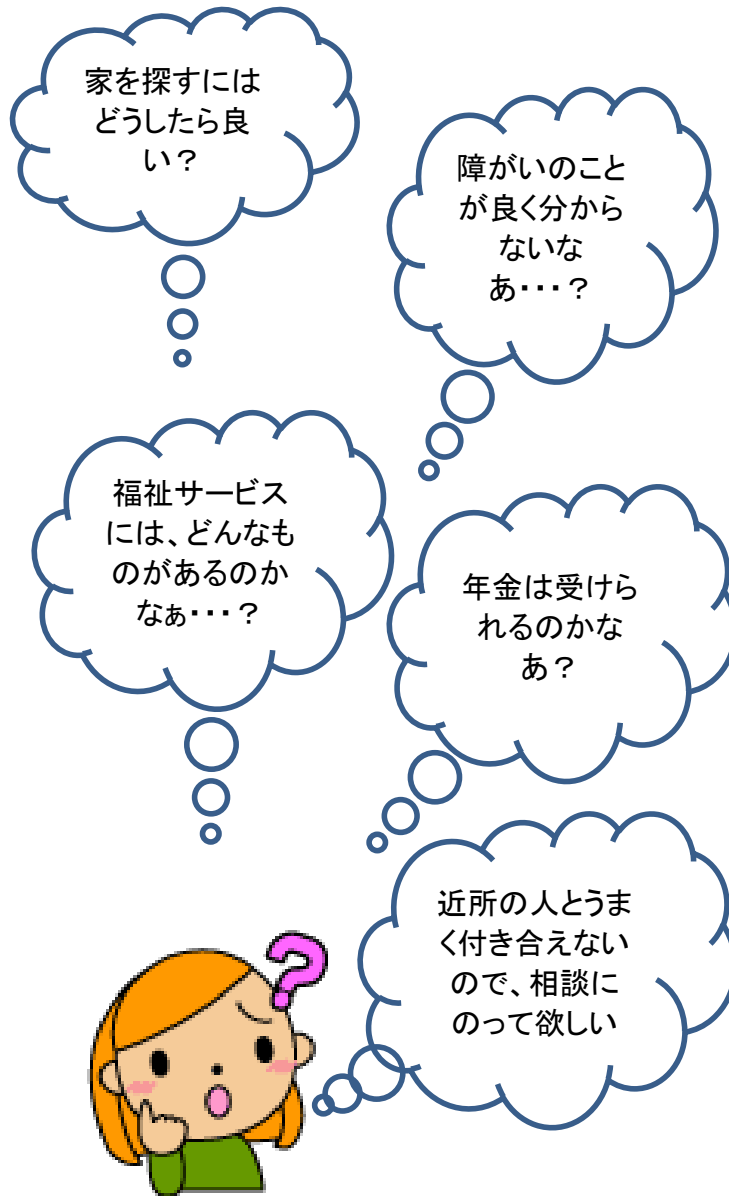 家を探すには
どうしたら良
い？
障がいのこと
が良く分から
ないな
あ・・・？
福祉サービス
には、どんなも
のがあるのか
なぁ・・・？
年金は受けら
れるのかな
あ？
近所の人とうま
く付き合えない
ので、相談に
のって欲しい
?